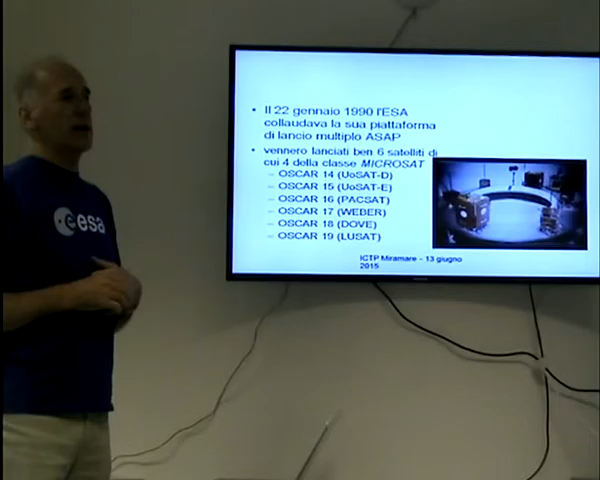 • Il 22 gennaio 1990 l'ESA
collaudava la sua piattaforma
di lancio multiplo ASAP
• vennero lanciati ben 6 satelliti di
cui 4 della classe MICROSAT
– OSCAR 14 (UoSAT-D)
– OSCAR 15 (UoSAT-E)
– OSCAR 16 (PACSAT)
– OSCAR 17 (WEBER)
– OSCAR 18 (DOVE)
– OSCAR 19 (LUSAT)
ICTP Miramare - 13 giugno
2015
esa